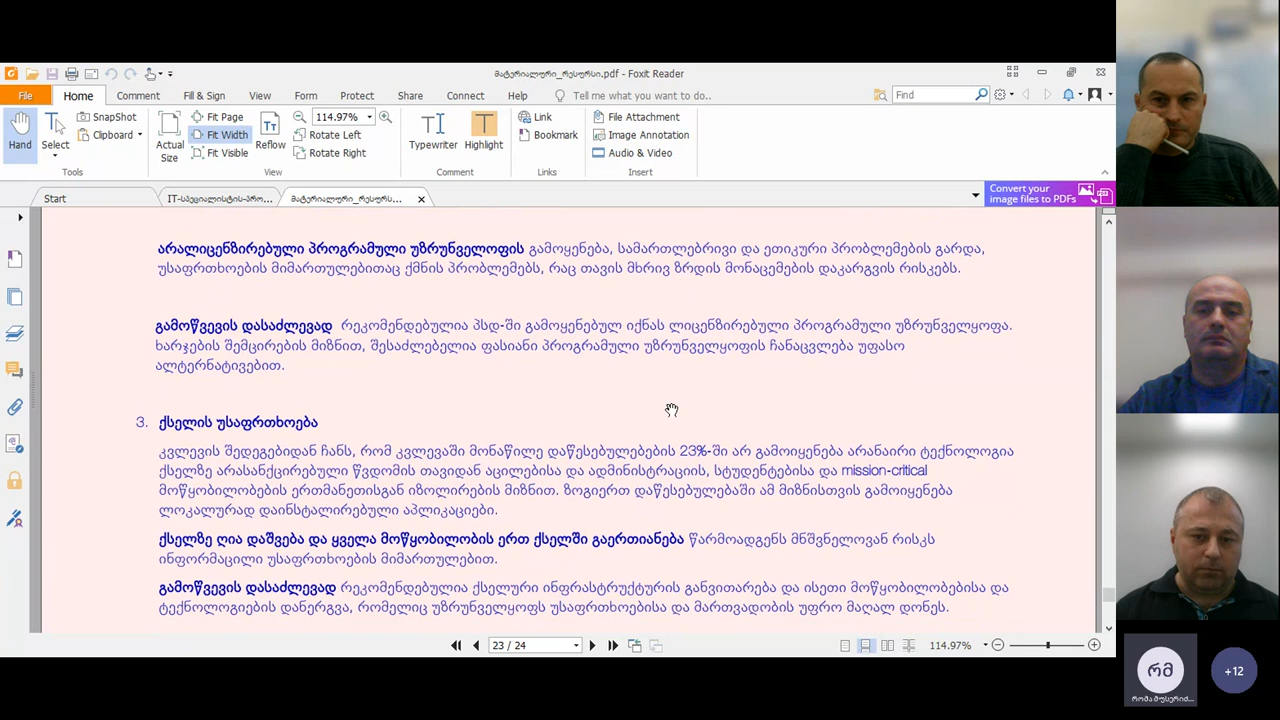 მატერიალური_რესურსი.pdf - Foxit Reader
File Home Comment Fill & Sign View Form Protect Share Connect Help Tell me what you want to do.. Find
Hand
Select
SnapShot
Clipboard
Tools
Actual Size
Fit Page
Fit Width
Fit Visible
Reflow
114.97%
Rotate Left
Rotate Right
View
Typewriter
Highlight
Comment
Link
Bookmark
Links
File Attachment
Image Annotation
Audio & Video
Insert
Start IT-სპეციალისტის-პრო... მატერიალური_რესურს...
Convert your
image files to PDFs
არალიცენზირებული პროგრამული უზრუნველოფის გამოყენება, სამართლებრივი და ეთიკური პრობლემების გარდა,
უსაფრთხოების მიმართულებითაც ქმნის პრობლემებს, რაც თავის მხრივ ზრდის მონაცემების დაკარგვის რისკებს.
გამოწვევის დასაძლევად რეკომენდებულია პსდ-ში გამოყენებულ იქნას ლიცენზირებული პროგრამული უზრუნველყოფა.
ხარჯების შემცირების მიზნით, შესაძლებელია ფასიანი პროგრამული უზრუნველყოფის ჩანაცვლება უფასო
ალტერნატივებით.
3. ქსელის უსაფრთხოება
კვლევის შედეგებიდან ჩანს, რომ კვლევაში მონაწილე დაწესებულებების 23%-ში არ გამოიყენება არანაირი ტექნოლოგია
ქსელზე არასანქცირებული წვდომის თავიდან აცილებისა და ადმინისტრაციის, სტუდენტებისა და mission-critical
მოწყობილობების ერთმანეთისგან იზოლირების მიზნით. ზოგიერთ დაწესებულებაში ამ მიზნისთვის გამოიყენება
ლოკალურად დაინსტალირებული აპლიკაციები.
ქსელზე ღია დაშვება და ყველა მოწყობილობის ერთ ქსელში გაერთიანება წარმოადგენს მნშვნელოვან რისკს
ინფორმაცილი უსაფრთხოების მიმართულებით.
გამოწვევის დასაძლევად რეკომენდებულია ქსელური ინფრასტრუქტურის განვითარება და ისეთი მოწყობილობებისა და
ტექნოლოგიების დანერგვა, რომელიც უზრუნველყოფს უსაფრთხოებისა და მართვადობის უფრო მაღალ დონეს.
23 / 24
114.97%
რმ
რომა მუსერიძ...
+12